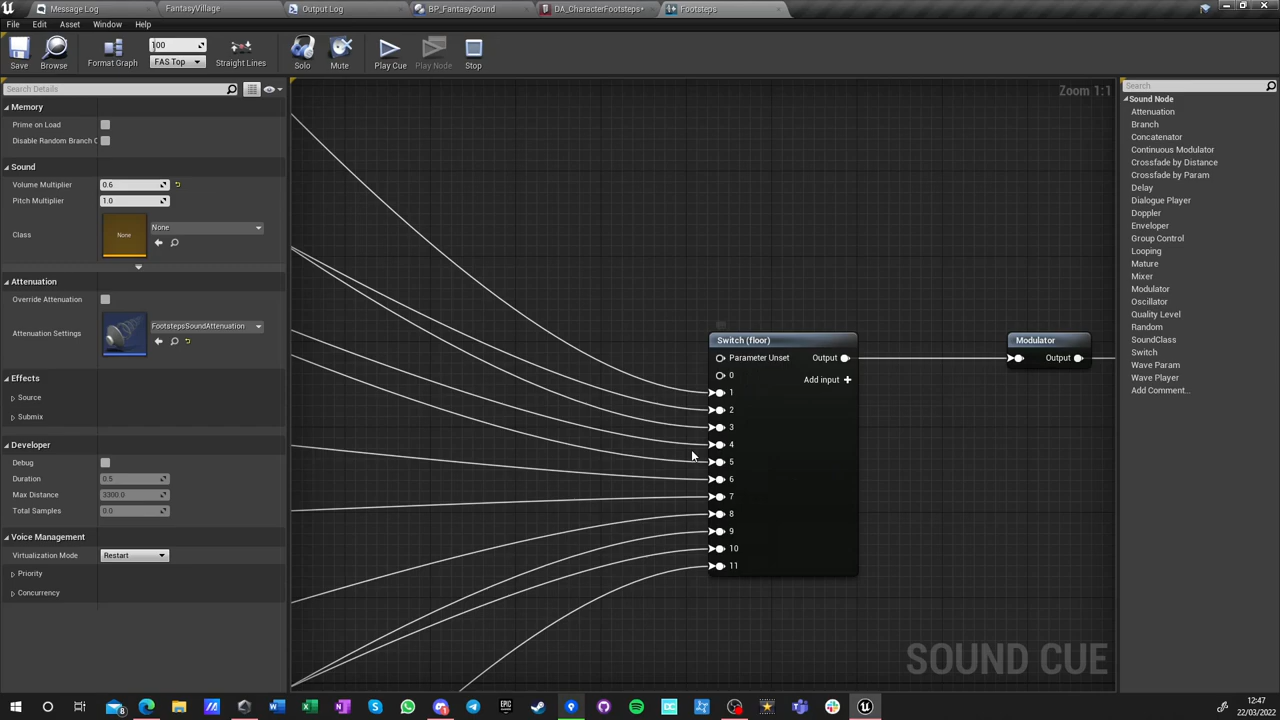 Message Log
FantasyVillage
Output Log
BP_FantasySound
DA_CharacterFootsteps*
Footsteps
File
Edit
Asset
Window
Help
Save
Browse
Format Graph
100
FAS Top
Straight Lines
Solo
Mute
Play Cue
Play Node
Stop
Search Details
Memory
Prime on Load
Disable Random Branch C
Sound
Volume Multiplier
0.6
Pitch Multiplier
1.0
Class
None
None
Attenuation
Override Attenuation
Attenuation Settings
FootstepsSoundAttenuation
Effects
Source
Submix
Developer
Debug
Duration
0.5
Max Distance
3300.0
Total Samples
0.0
Voice Management
Virtualization Mode
Restart
Priority
Concurrency
Zoom 1:1
Switch (floor)
Parameter Unset
Output
0
Add input
1
2
3
4
5
6
7
8
9
10
11
Modulator
Output
SOUND CUE
Search
Sound Node
Attenuation
Branch
Concatenator
Continuous Modulator
Crossfade by Distance
Crossfade by Param
Delay
Dialogue Player
Doppler
Enveloper
Group Control
Looping
Mature
Mixer
Modulator
Oscillator
Quality Level
Random
SoundClass
Switch
Wave Param
Wave Player
Add Comment...
12:47
22/03/2022